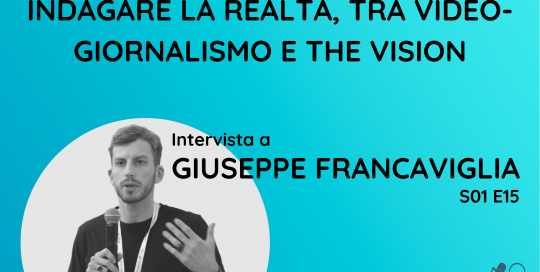 INDAGARE LA REALTÀ, TRA VIDEO-
GIORNALISMO E THE VISION
Intervista a
GIUSEPPE FRANCAVIGLIA
S01 E15